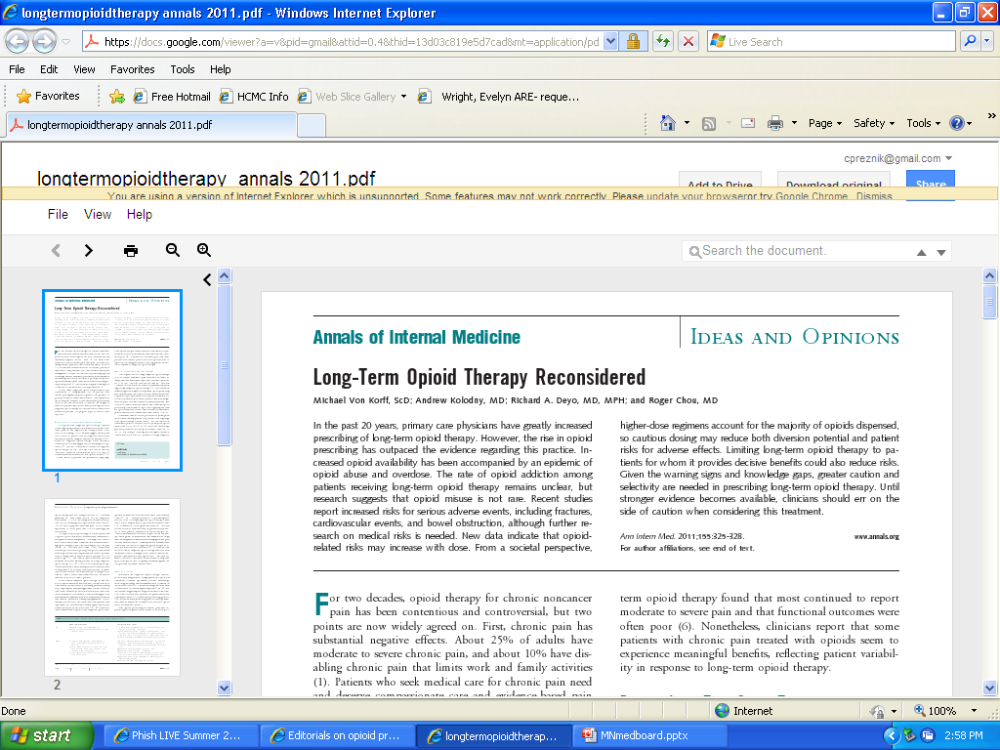 longtermopioidtherapy annals 2011.pdf - Windows Internet Explorer
https://docs.google.com/viewer?a=v&pid=gmail&attid=0.4&thid=13d03c819e5d7cad&mt=application/pd
Live Search
File Edit View Favorites Tools Help
Favorites Free Hotmail HCMC Info Web Slice Gallery Wright, Evelyn ARE- reque...
longtermopioidtherapy annals 2011.pdf
Page Safety Tools
cpreznik@gmail.com
longtermopioidtherapy annals 2011.pdf
Add to Drive Download original Share
You are using a version of Internet Explorer which is unsupported. Some features may not work correctly. Please update your browser or try Google Chrome. Dismiss
File View Help
Search the document.
1
2
Annals of Internal Medicine
IDEAS AND OPINIONS
Long-Term Opioid Therapy Reconsidered
Michael Von Korff, ScD; Andrew Kolodny, MD; Richard A. Deyo, MD, MPH; and Roger Chou, MD
In the past 20 years, primary care physicians have greatly increased
prescribing of long-term opioid therapy. However, the rise in opioid
prescribing has outpaced the evidence regarding this practice. In-
creased opioid availability has been accompanied by an epidemic of
opioid abuse and overdose. The rate of opioid addiction among
patients receiving long-term opioid therapy remains unclear, but
research suggests that opioid misuse is not rare. Recent studies
report increased risks for serious adverse events, including fractures,
cardiovascular events, and bowel obstruction, although further re-
search on medical risks is needed. New data indicate that opioid-
related risks may increase with dose. From a societal perspective,
higher-dose regimens account for the majority of opioids dispensed,
so cautious dosing may reduce both diversion potential and patient
risks for adverse effects. Limiting long-term opioid therapy to pa-
tients for whom it provides decisive benefits could also reduce risks.
Given the warning signs and knowledge gaps, greater caution and
selectivity are needed in prescribing long-term opioid therapy. Until
stronger evidence becomes available, clinicians should err on the
side of caution when considering this treatment.
Ann Intern Med. 2011;155:325-328. www.annals.org
For author affiliations, see end of text.
For two decades, opioid therapy for chronic noncancer
pain has been contentious and controversial, but two
points are now widely agreed on. First, chronic pain has
substantial negative effects. About 25% of adults have
moderate to severe chronic pain, and about 10% have dis-
abling chronic pain that limits work and family activities
(1). Patients who seek medical care for chronic pain need
and deserve compassionate care and evidence-based pain
term opioid therapy found that most continued to report
moderate to severe pain and that functional outcomes were
often poor (6). Nonetheless, clinicians report that some
patients with chronic pain treated with opioids seem to
experience meaningful benefits, reflecting patient variabil-
ity in response to long-term opioid therapy.
Done Internet 100%
start Phish LIVE Summer 2... Editorials on opioid pr... longtermopioidtherap... MNmedboard.pptx 2:58 PM